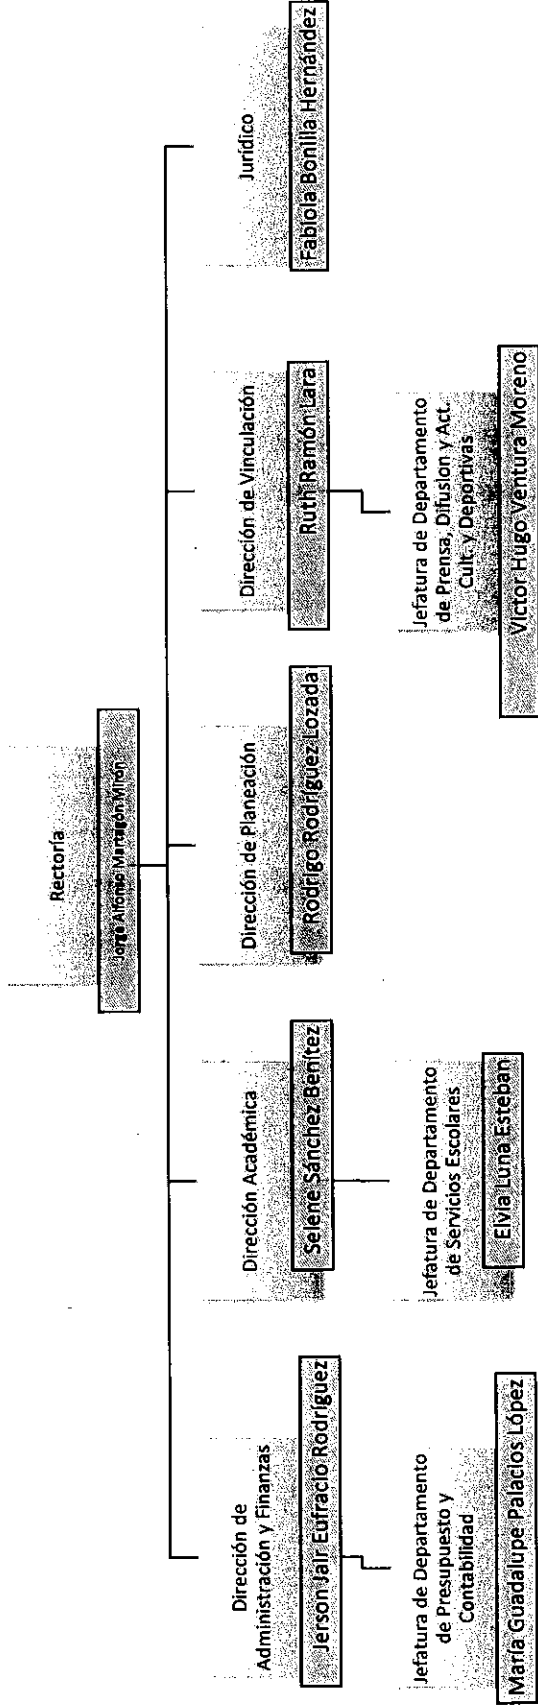 Rectoría
Jorge Alfonso Martagón Mirón
Dirección de
Administración y Finanzas
Jerson Jair Eufracio Rodríguez
Dirección Académica
Selene Sánchez Benítez
Dirección de Planeación
Rodrigo Rodríguez Lozada
Dirección de Vinculación
Ruth Ramón Lara
Jurídico
Fabiola Bonilla Hernández
Jefatura de Departamento
de Presupuesto y
Contabilidad
María Guadalupe Palacios López
Jefatura de Departamento
de Servicios Escolares
Elvia Luna Esteban
Jefatura de Departamento
de Prensa, Difusion y Act.
Cult. y Deportivas
Victor Hugo Ventura Moreno